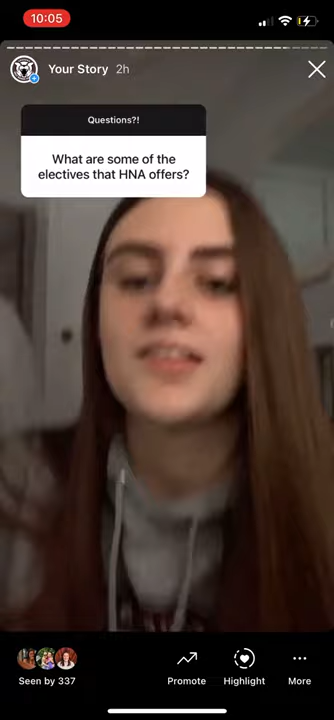 10:05
Your Story 2h
Questions?!
What are some of the
electives that HNA offers?
Seen by 337
Promote
Highlight
More